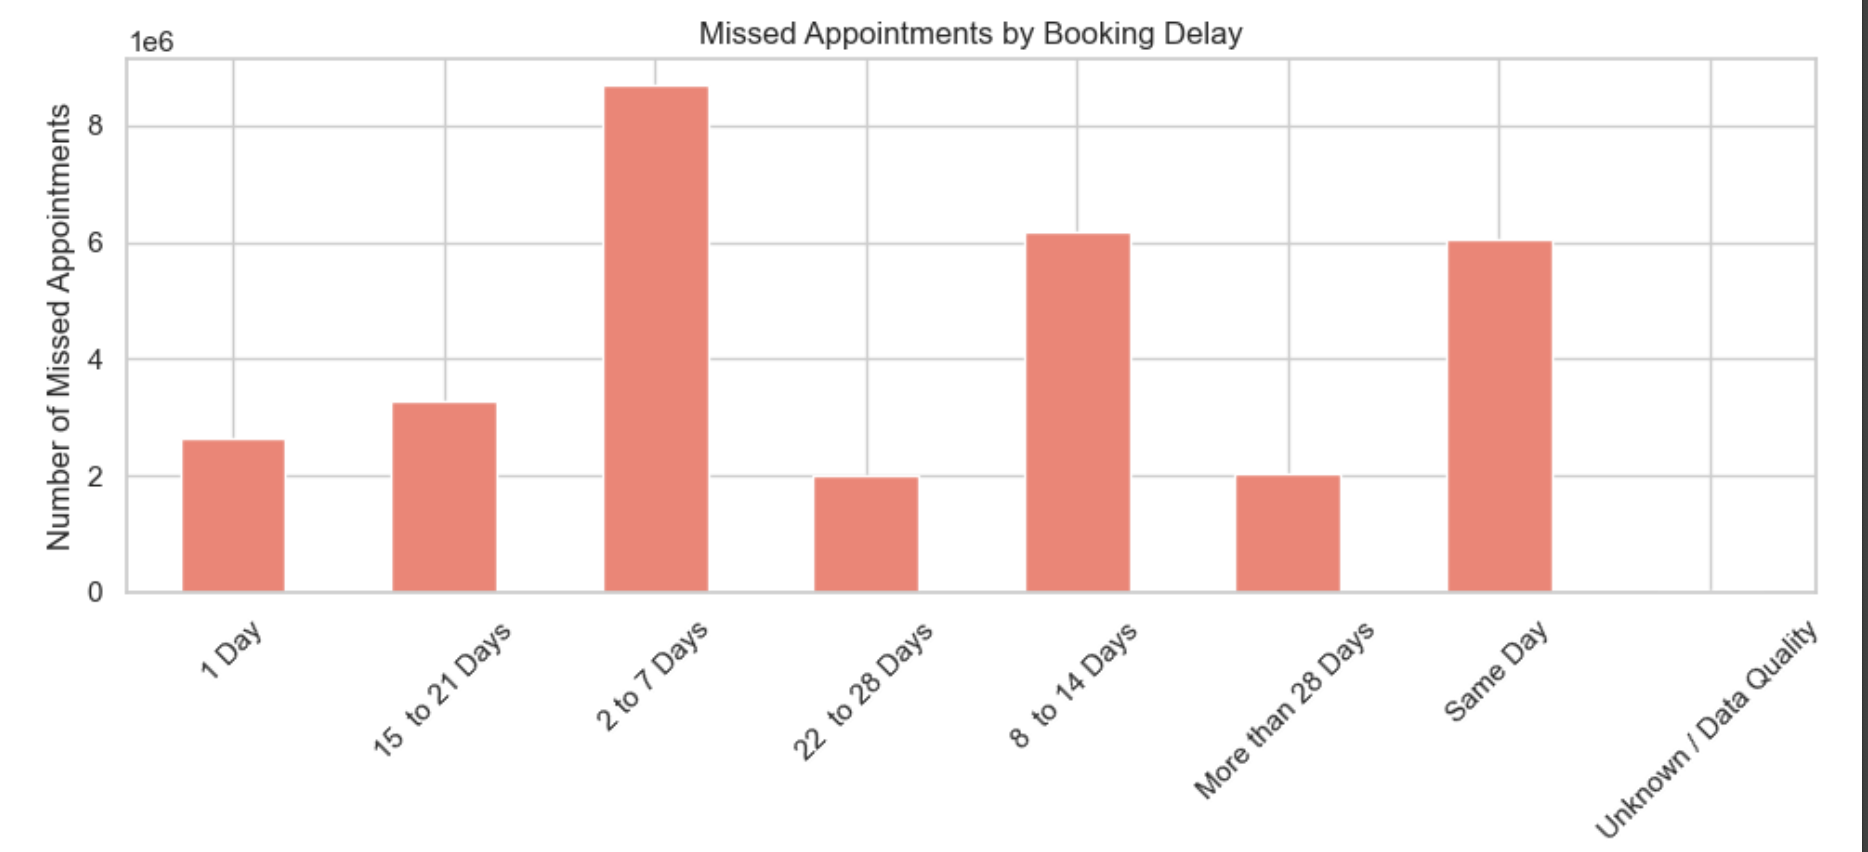 Missed Appointments by Booking Delay
1e6
Number of Missed Appointments
8
6
4
2
0
1 Day
15  to 21 Days
2 to 7 Days
22  to 28 Days
8  to 14 Days
More than 28 Days
Same Day
Unknown / Data Quality